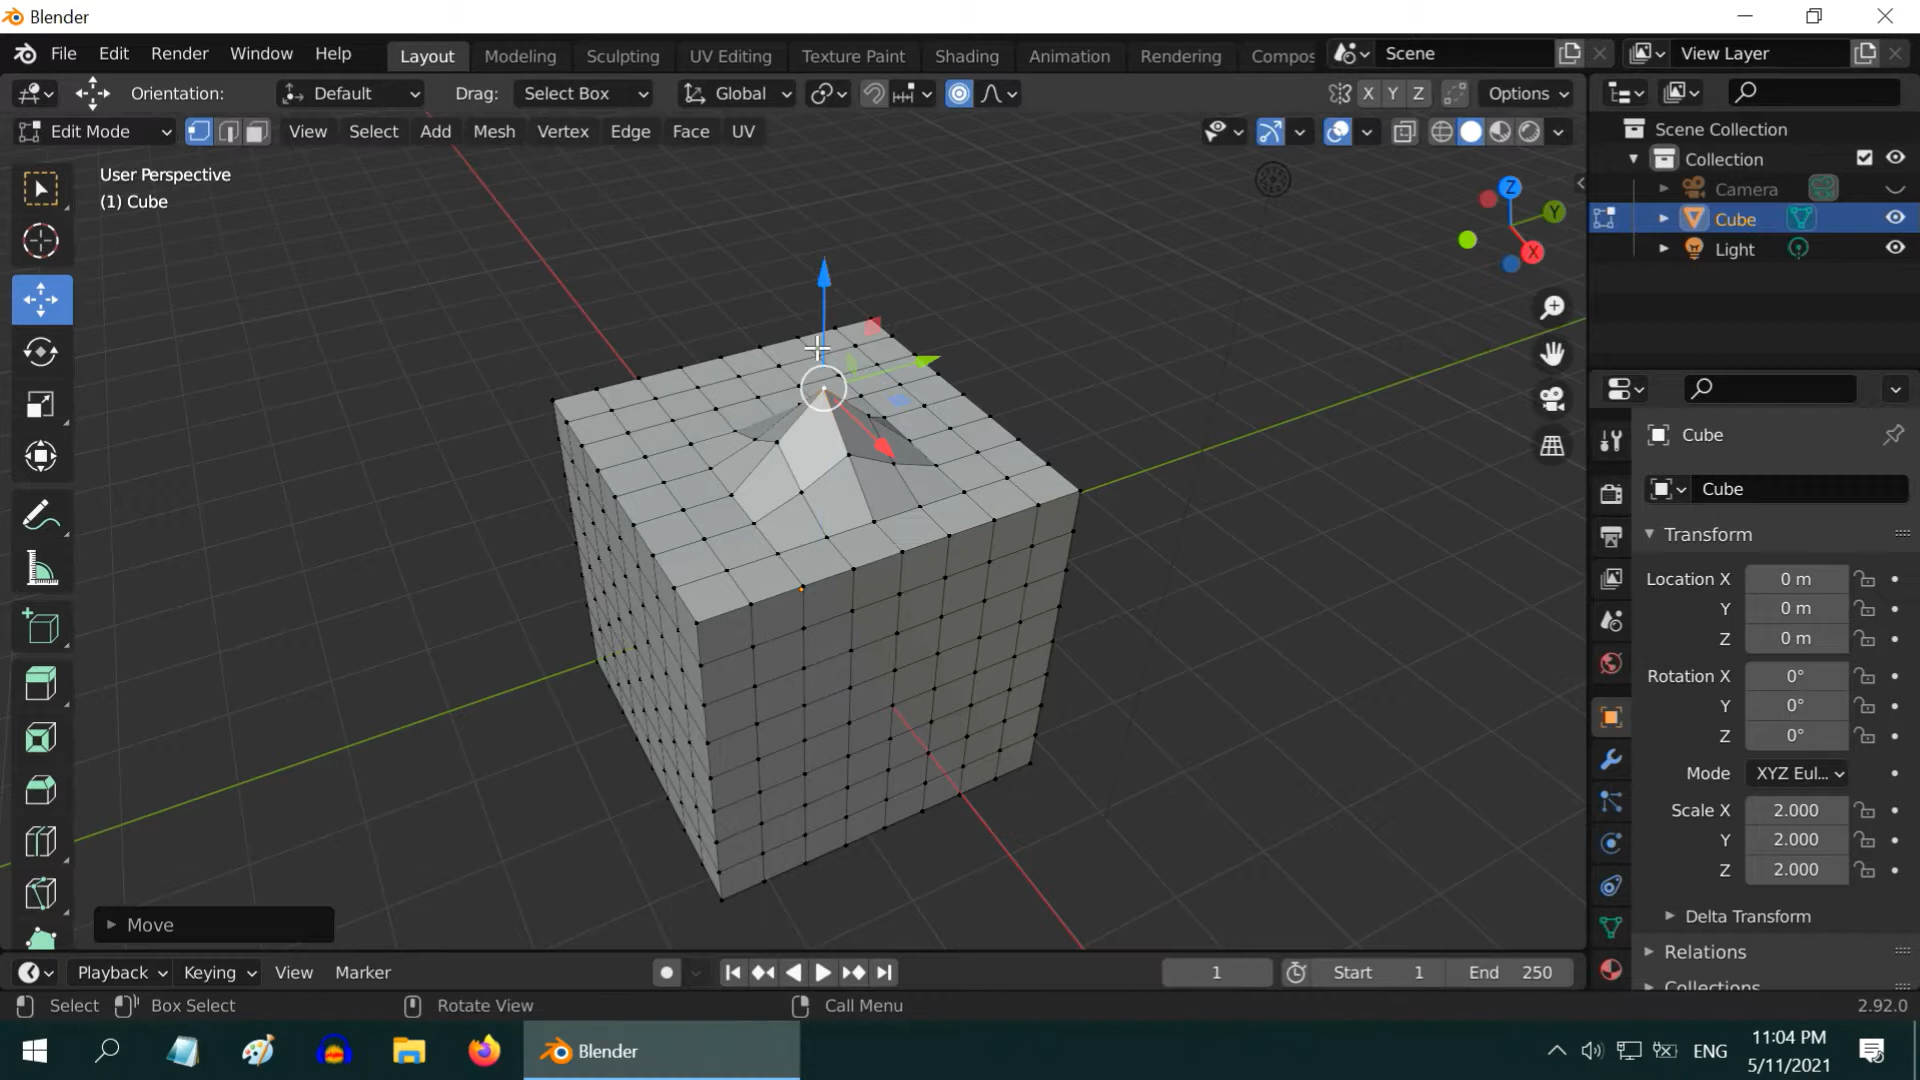 Blender
File Edit Render Window Help Layout Modeling Sculpting UV Editing Texture Paint Shading Animation Rendering Compos Scene View Layer
Orientation: Default Drag: Select Box Global X Y Z Options
Edit Mode View Select Add Mesh Vertex Edge Face UV
User Perspective
(1) Cube
Z
Y
X
Scene Collection
Collection
Camera
Cube
Light
Cube
Cube
Transform
Location X 0 m
Y 0 m
Z 0 m
Rotation X 0°
Y 0°
Z 0°
Mode XYZ Eul...
Scale X 2.000
Y 2.000
Z 2.000
Delta Transform
Relations
Collections
Move
Playback Keying View Marker 1 Start 1 End 250
Select Box Select Rotate View Call Menu 2.92.0
Blender ENG 11:04 PM
5/11/2021